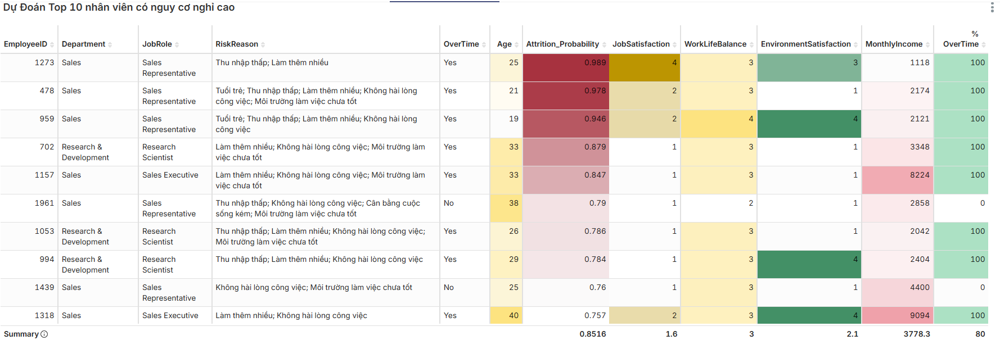 Dự Đoán Top 10 nhân viên có nguy cơ nghỉ cao
%
EmployeeID Department JobRole RiskReason OverTime Age Attrition_Probability JobSatisfaction WorkLifeBalance EnvironmentSatisfaction MonthlyIncome OverTime
1273 Sales Sales Thu nhập thấp; Làm thêm nhiều Yes 25 0.989 4 3 3 1118 100
Representative
478 Sales Sales Tuổi trẻ; Thu nhập thấp; Làm thêm nhiều; Không hài lòng Yes 21 0.978 2 3 1 2174 100
Representative công việc; Môi trường làm việc chưa tốt
959 Sales Sales Tuổi trẻ; Thu nhập thấp; Làm thêm nhiều; Không hài lòng Yes 19 0.946 2 4 4 2121 100
Representative công việc
702 Research & Research Làm thêm nhiều; Không hài lòng công việc; Môi trường làm Yes 33 0.879 1 3 1 3348 100
Development Scientist việc chưa tốt
1157 Sales Sales Executive Làm thêm nhiều; Không hài lòng công việc; Môi trường làm Yes 33 0.847 1 3 1 8224 100
việc chưa tốt
1961 Sales Sales Thu nhập thấp; Không hài lòng công việc; Cân bằng cuộc No 38 0.79 1 2 1 2858 0
Representative sống kém; Môi trường làm việc chưa tốt
1053 Research & Research Thu nhập thấp; Làm thêm nhiều; Không hài lòng công việc; Yes 26 0.786 1 3 1 2042 100
Development Scientist Môi trường làm việc chưa tốt
994 Research & Research Thu nhập thấp; Làm thêm nhiều; Không hài lòng công việc Yes 29 0.784 1 3 4 2404 100
Development Scientist
1439 Sales Sales Không hài lòng công việc; Môi trường làm việc chưa tốt No 25 0.76 1 3 1 4400 0
Representative
1318 Sales Sales Executive Làm thêm nhiều; Không hài lòng công việc Yes 40 0.757 2 3 4 9094 100
Summary 0.8516 1.6 3 2.1 3778.3 80